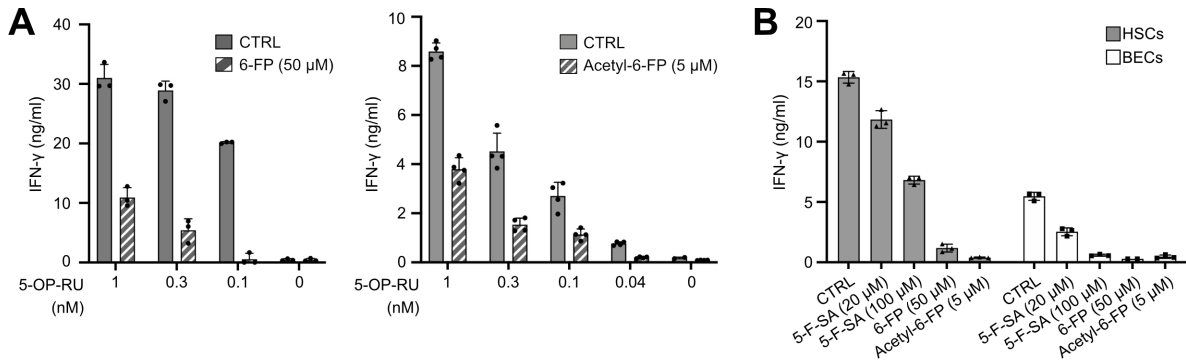 A
IFN-γ (ng/ml)
40
30
20
10
0
CTRL
6-FP (50 µM)
5-OP-RU
(nM)
1
0.3
0.1
0
IFN-γ (ng/ml)
10
8
6
4
2
0
CTRL
Acetyl-6-FP (5 µM)
5-OP-RU
(nM)
1
0.3
0.1
0.04
0
B
IFN-γ (ng/ml)
20
15
10
5
0
HSCs
BECs
CTRL
5-F-SA (20 µM)
5-F-SA (100 µM)
6-FP (50 µM)
Acetyl-6-FP (5 µM)
CTRL
5-F-SA (20 µM)
5-F-SA (100 µM)
6-FP (50 µM)
Acetyl-6-FP (5 µM)